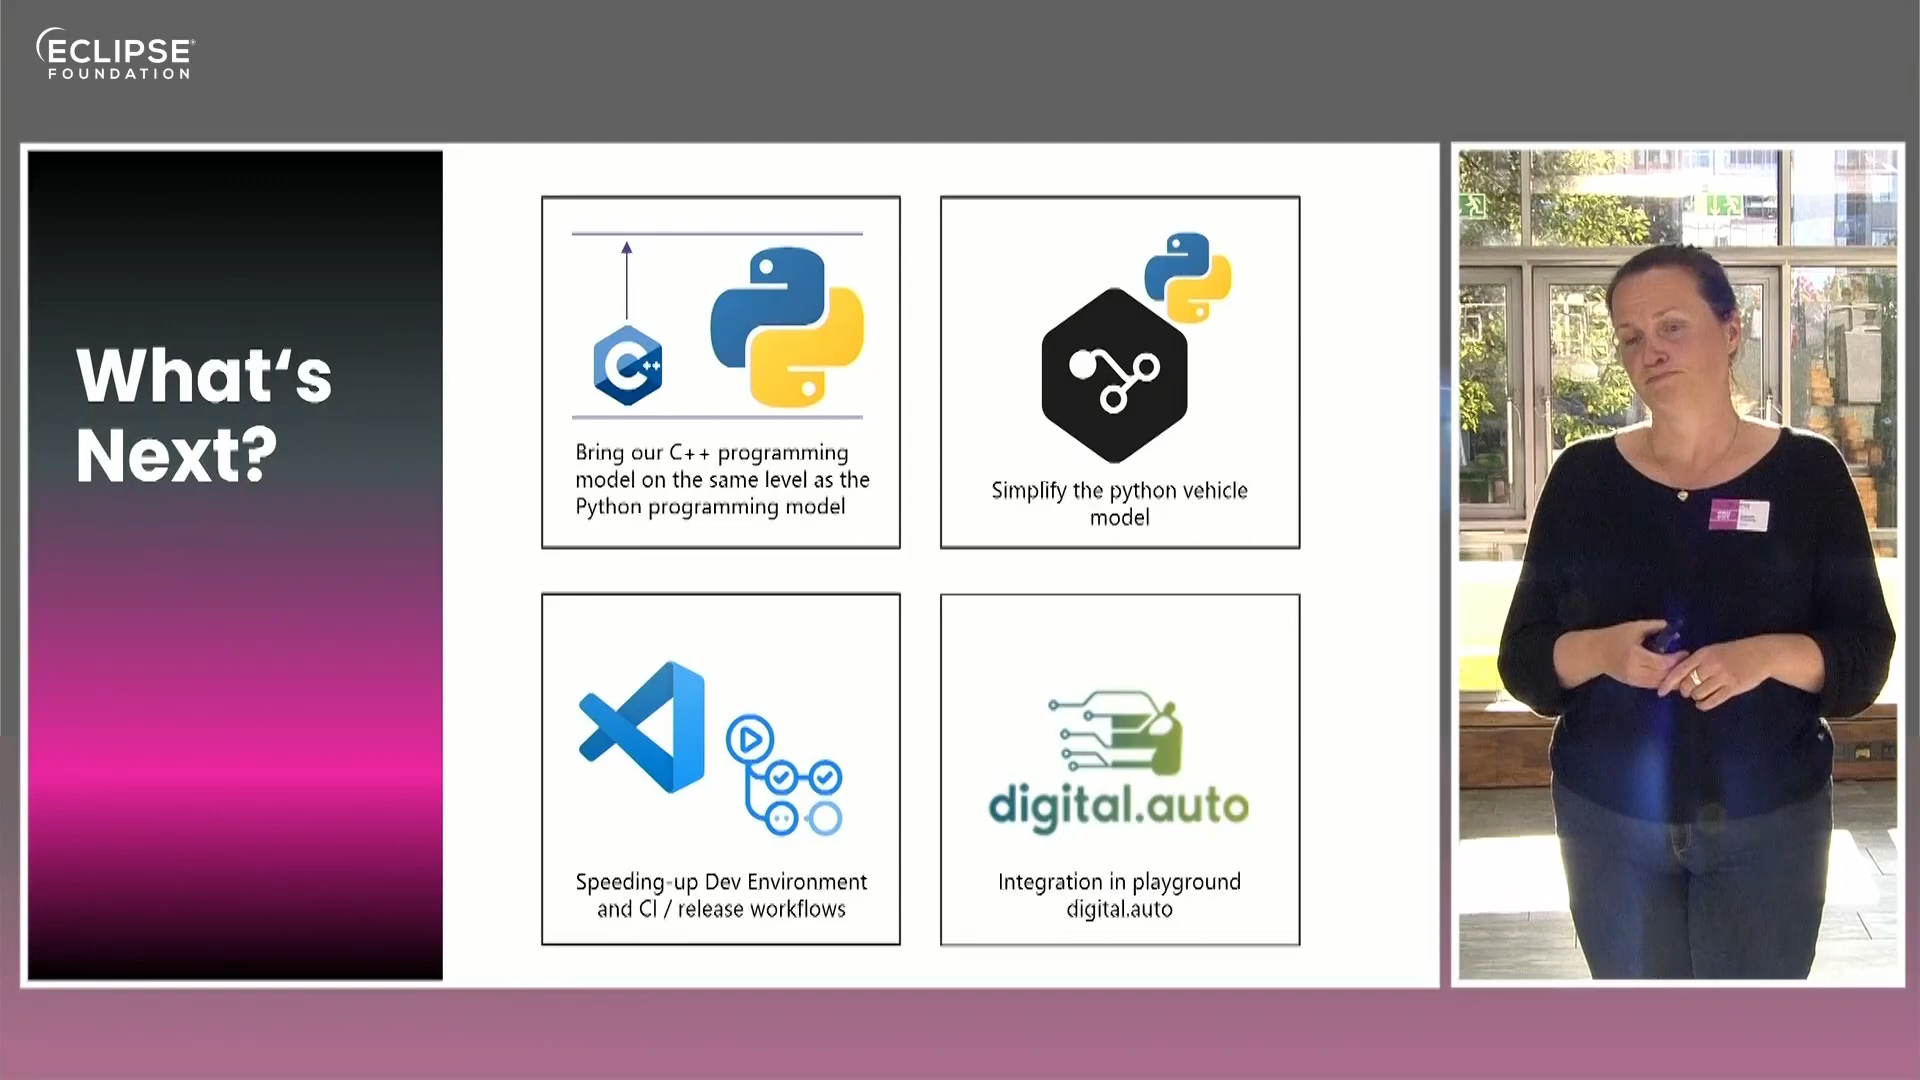 ECLIPSE
FOUNDATION
What‘s
Next?
C++
Bring our C++ programming
model on the same level as the
Python programming model
Simplify the python vehicle
model
Speeding-up Dev Environment
and CI / release workflows
digital.auto
Integration in playground
digital.auto